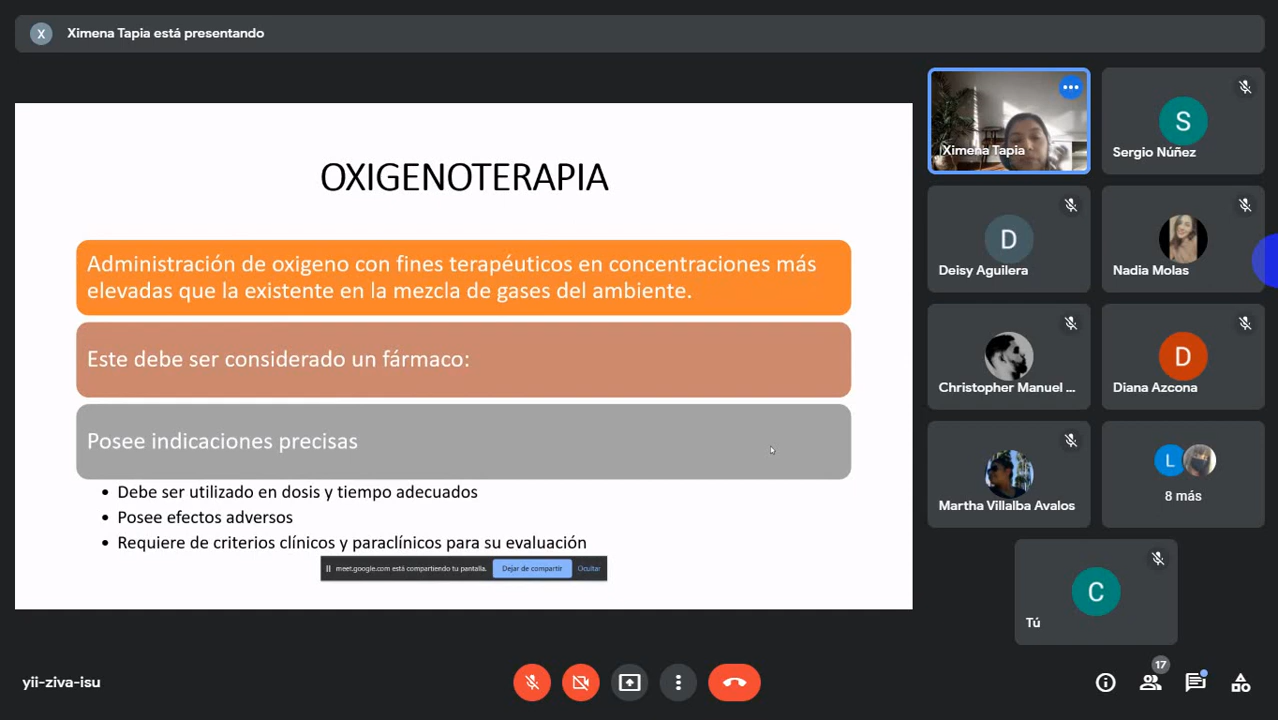 X
Ximena Tapia está presentando
OXIGENOTERAPIA
Administración de oxigeno con fines terapéuticos en concentraciones más
elevadas que la existente en la mezcla de gases del ambiente.
Este debe ser considerado un fármaco:
Posee indicaciones precisas
• Debe ser utilizado en dosis y tiempo adecuados
• Posee efectos adversos
• Requiere de criterios clínicos y paraclínicos para su evaluación
meet.google.com está compartiendo tu pantalla.
Dejar de compartir
Ocultar
Ximena Tapia
S
Sergio Núñez
D
Deisy Aguilera
Nadia Molas
Christopher Manuel ...
D
Diana Azcona
Martha Villalba Avalos
L
8 más
C
Tú
yii-ziva-isu
17